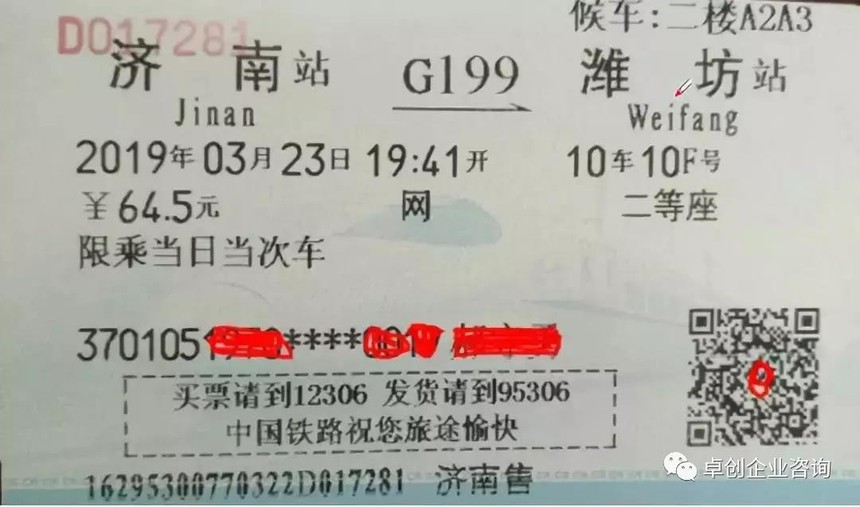 候车:二楼A2A3
D017281
济南站 G199 潍坊站
Jinan Weifang
2019年03月23日 19:41开 10车10F号
￥64.5元 网 二等座
限乘当日当次车
3701051****
买票请到12306 发货请到95306
中国铁路祝您旅途愉快
16295300770322D017281 济南售
卓创企业咨询